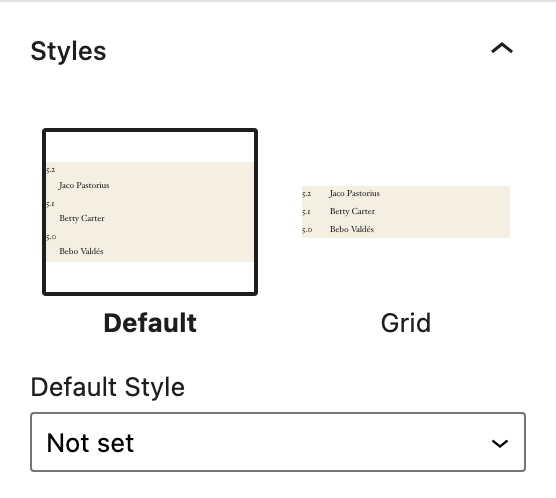 Styles
5.2
Jaco Pastorius
5.1
Betty Carter
5.0
Bebo Valdés
Default
5.2 Jaco Pastorius
5.1 Betty Carter
5.0 Bebo Valdés
Grid
Default Style
Not set